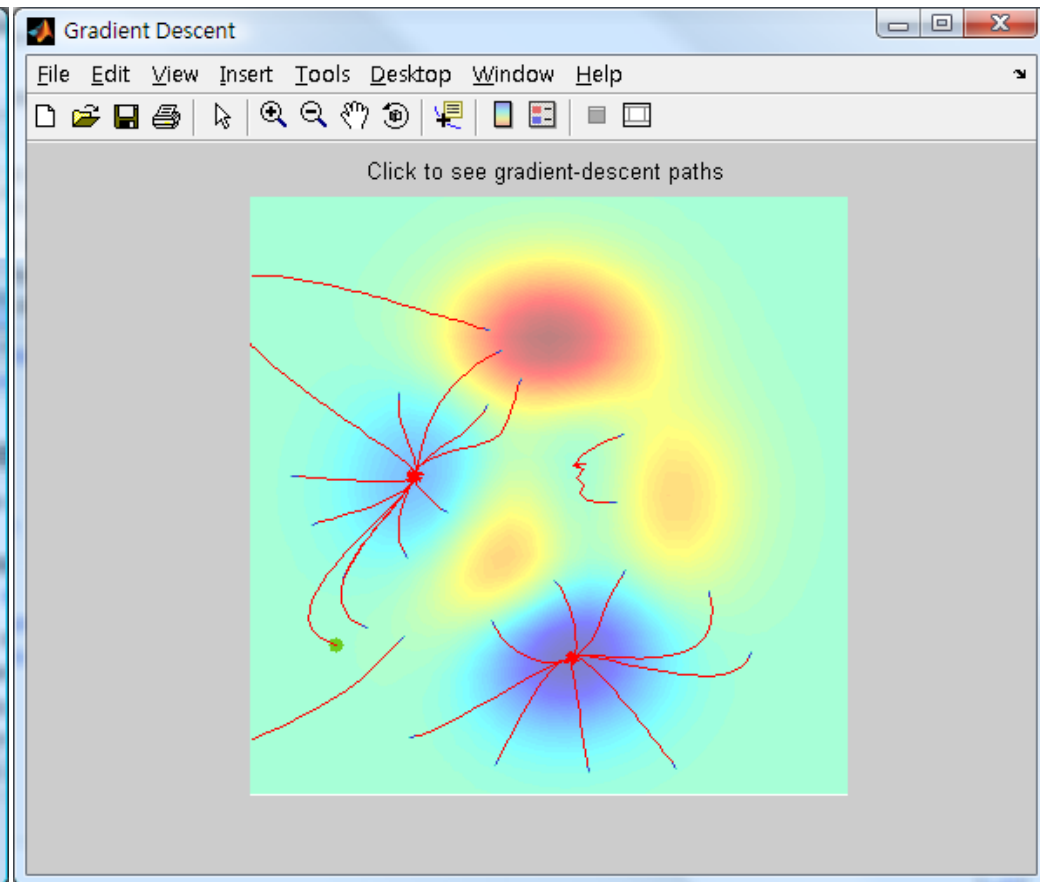 Gradient Descent
File Edit View Insert Tools Desktop Window Help
Click to see gradient-descent paths